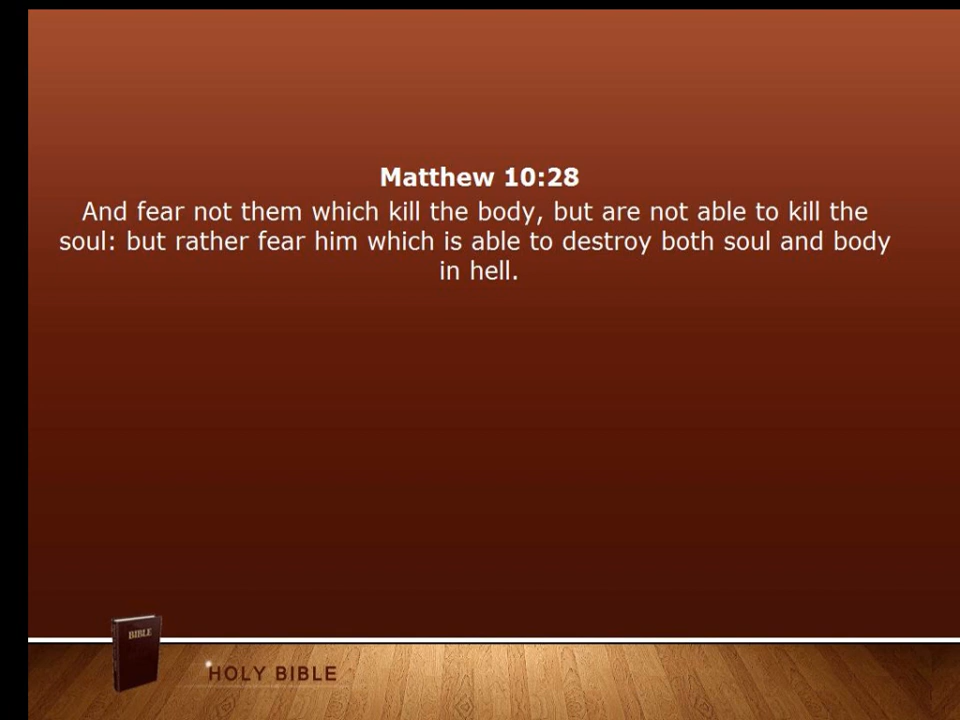 Matthew 10:28
And fear not them which kill the body, but are not able to kill the
soul: but rather fear him which is able to destroy both soul and body
in hell.
BIBLE
HOLY BIBLE